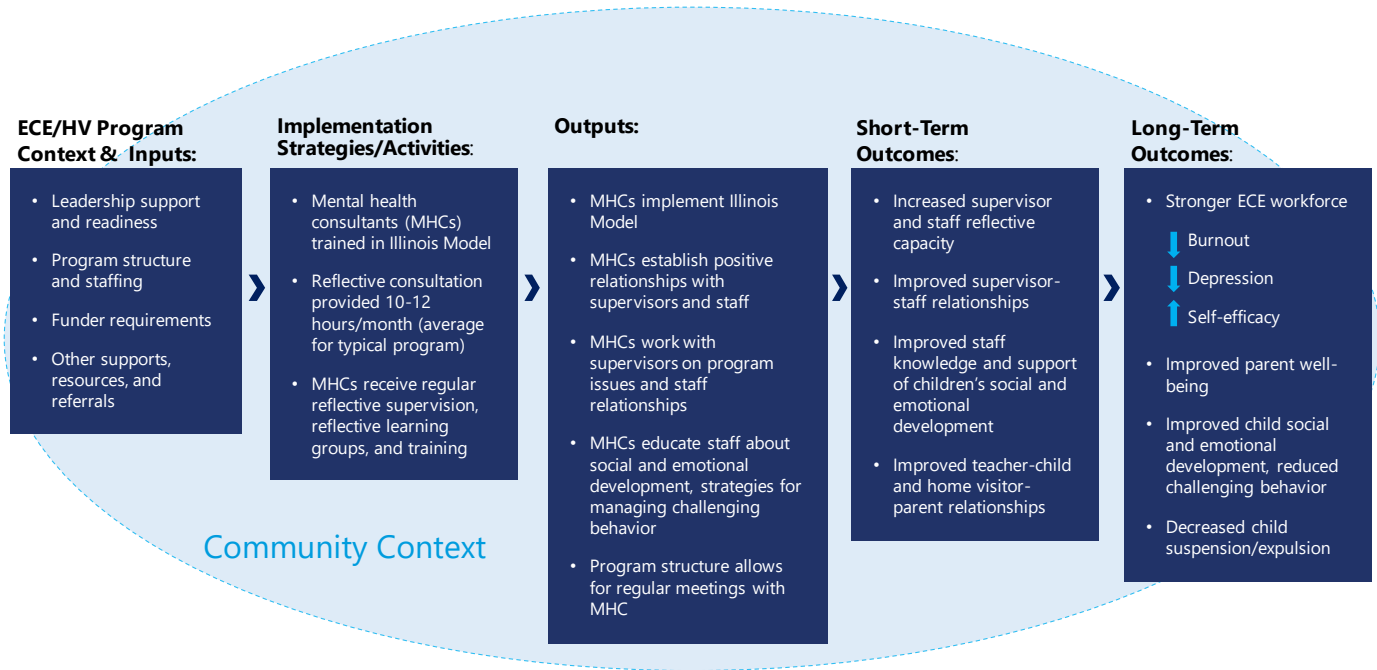 ECE/HV Program
Context & Inputs:
• Leadership support
and readiness
• Program structure
and staffing
• Funder requirements
• Other supports,
resources, and
referrals
Implementation
Strategies/Activities:
• Mental health
consultants (MHCs)
trained in Illinois Model
• Reflective consultation
provided 10-12
hours/month (average
for typical program)
• MHCs receive regular
reflective supervision,
reflective learning
groups, and training
Outputs:
• MHCs implement Illinois
Model
• MHCs establish positive
relationships with
supervisors and staff
• MHCs work with
supervisors on program
issues and staff
relationships
• MHCs educate staff about
social and emotional
development, strategies for
managing challenging
behavior
• Program structure allows
for regular meetings with
MHC
Short-Term
Outcomes:
• Increased supervisor
and staff reflective
capacity
• Improved supervisor-
staff relationships
• Improved staff
knowledge and support
of children's social and
emotional
development
• Improved teacher-child
and home visitor-
parent relationships
Long-Term
Outcomes:
• Stronger ECE workforce
Burnout
Depression
Self-efficacy
• Improved parent well-
being
• Improved child social
and emotional
development, reduced
challenging behavior
• Decreased child
suspension/expulsion
Community Context